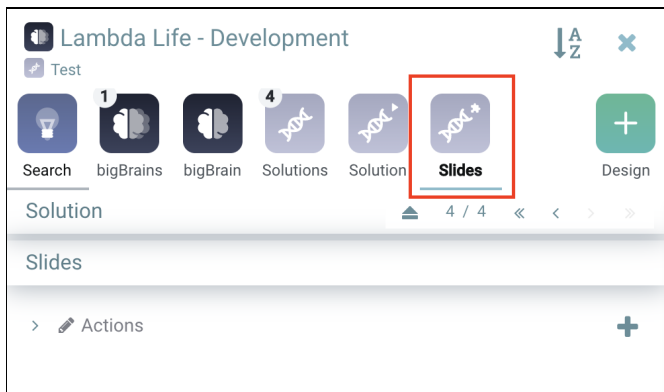 Lambda Life - Development
A
Z
Test
1
4
Search bigBrains bigBrain Solutions Solution Slides Design
Solution 4 / 4 « < > »
Slides
> Actions